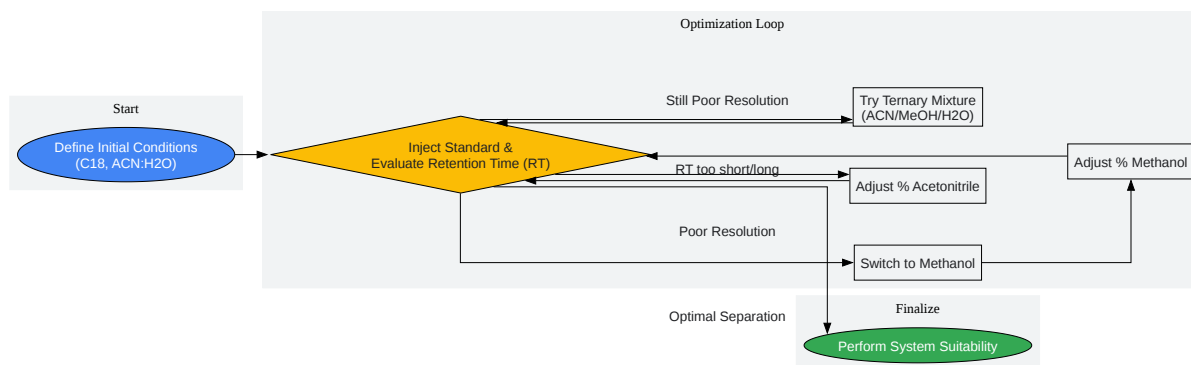 Optimization Loop
Start
Define Initial Conditions
(C18, ACN:H2O)
Inject Standard &
Evaluate Retention Time (RT)
Still Poor Resolution
Try Ternary Mixture
(ACN/MeOH/H2O)
RT too short/long
Adjust % Acetonitrile
Adjust % Methanol
Poor Resolution
Switch to Methanol
Optimal Separation
Finalize
Perform System Suitability